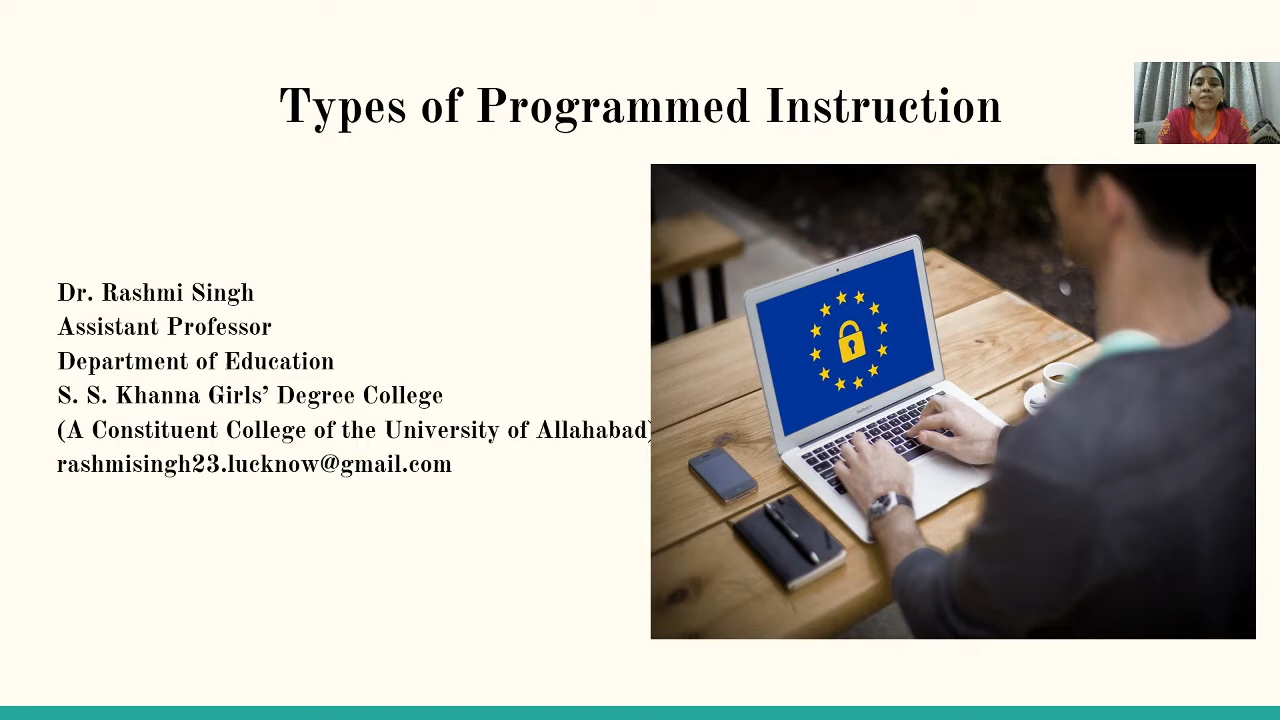 Types of Programmed Instruction
Dr. Rashmi Singh
Assistant Professor
Department of Education
S. S. Khanna Girls’ Degree College
(A Constituent College of the University of Allahabad)
rashmisingh23.lucknow@gmail.com